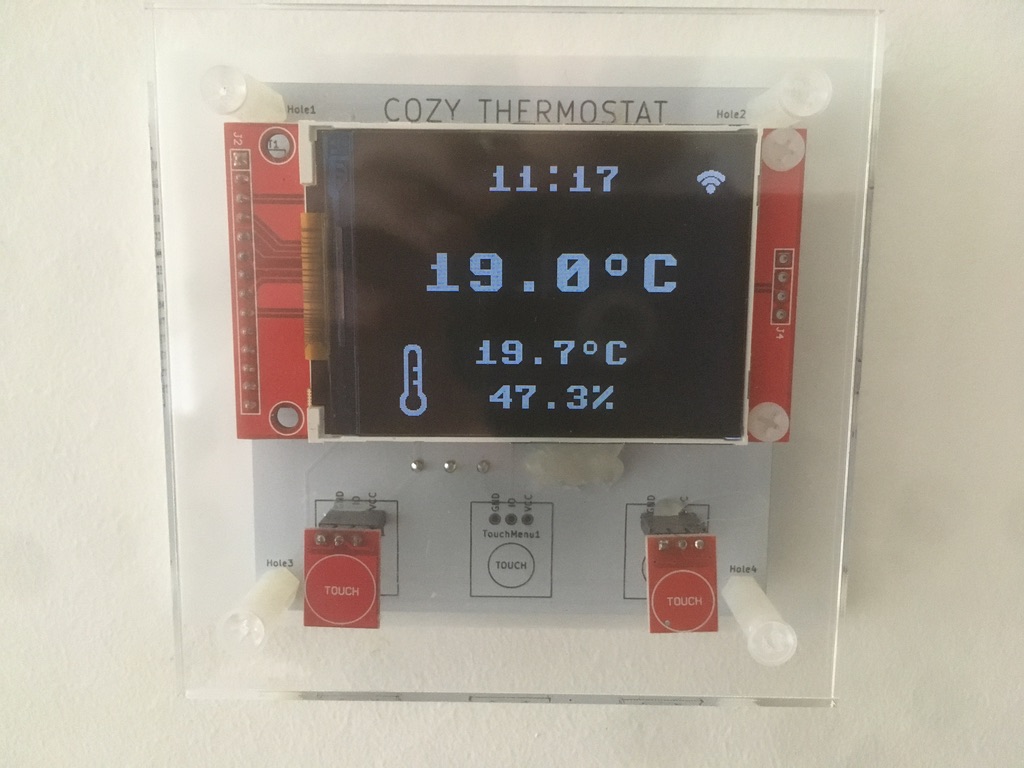 Hole1
COZY THERMOSTAT
Hole2
J2
J1
11:17
19.0°C
19.7°C
47.3%
J4
GND IO VCC
GND IO VCC
GND
TouchMenu1
TOUCH
Hole3
Hole4
TOUCH
TOUCH